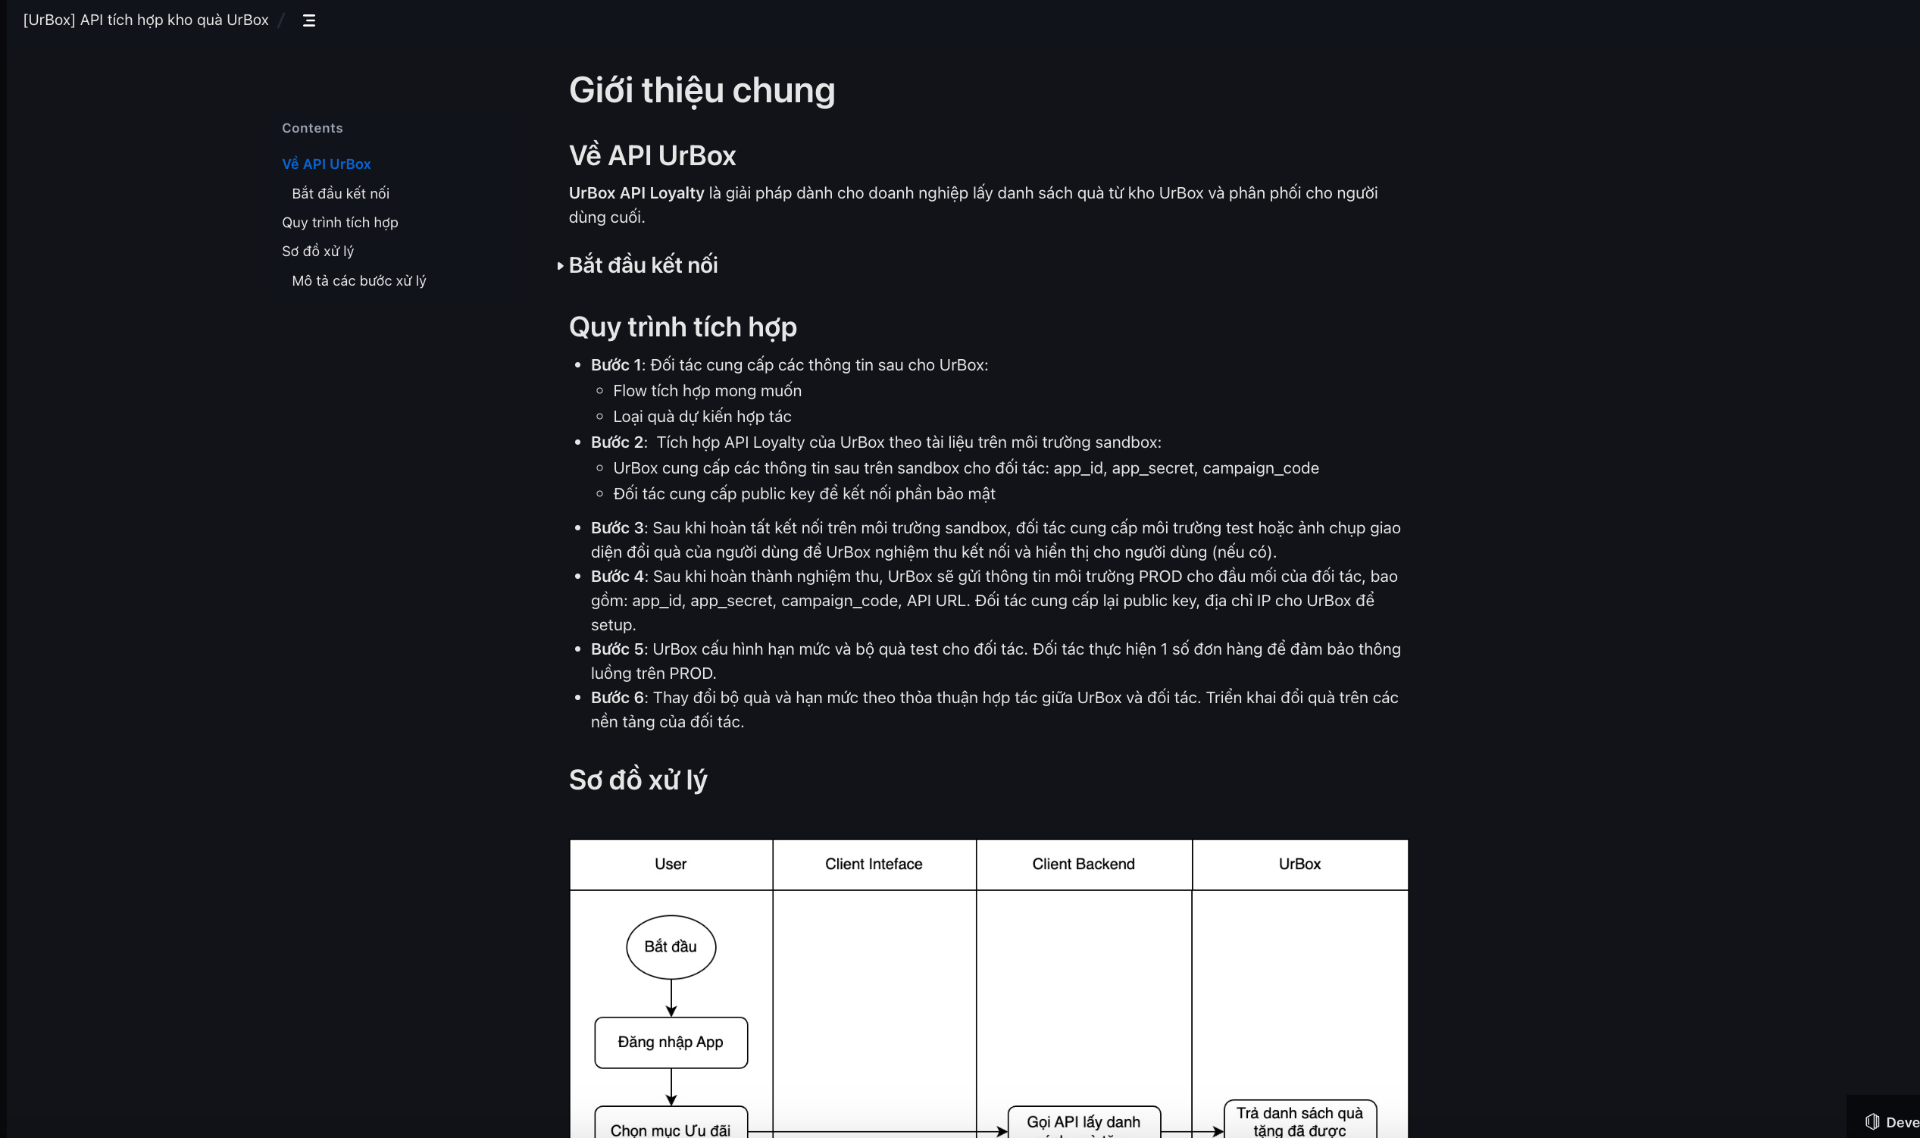 [UrBox] API tích hợp kho quà UrBox /
Contents
Về API UrBox
Bắt đầu kết nối
Quy trình tích hợp
Sơ đồ xử lý
Mô tả các bước xử lý
Giới thiệu chung
Về API UrBox
UrBox API Loyalty là giải pháp dành cho doanh nghiệp lấy danh sách quà từ kho UrBox và phân phối cho người
dùng cuối.
Bắt đầu kết nối
Quy trình tích hợp
Bước 1: Đối tác cung cấp các thông tin sau cho UrBox:
Flow tích hợp mong muốn
Loại quà dự kiến hợp tác
Bước 2: Tích hợp API Loyalty của UrBox theo tài liệu trên môi trường sandbox:
UrBox cung cấp các thông tin sau trên sandbox cho đối tác: app_id, app_secret, campaign_code
Đối tác cung cấp public key để kết nối phần bảo mật
Bước 3: Sau khi hoàn tất kết nối trên môi trường sandbox, đối tác cung cấp môi trường test hoặc ảnh chụp giao
diện đổi quà của người dùng để UrBox nghiệm thu kết nối và hiển thị cho người dùng (nếu có).
Bước 4: Sau khi hoàn thành nghiệm thu, UrBox sẽ gửi thông tin môi trường PROD cho đầu mối của đối tác, bao
gồm: app_id, app_secret, campaign_code, API URL. Đối tác cung cấp lại public key, địa chỉ IP cho UrBox để
setup.
Bước 5: UrBox cấu hình hạn mức và bộ quà test cho đối tác. Đối tác thực hiện 1 số đơn hàng để đảm bảo thông
luồng trên PROD.
Bước 6: Thay đổi bộ quà và hạn mức theo thỏa thuận hợp tác giữa UrBox và đối tác. Triển khai đổi quà trên các
nền tảng của đối tác.
Sơ đồ xử lý
User
Client Inteface
Client Backend
UrBox
Bắt đầu
Đăng nhập App
Chọn mục Ưu đãi
Gọi API lấy danh
Trả danh sách quà
tặng đã được
Deve